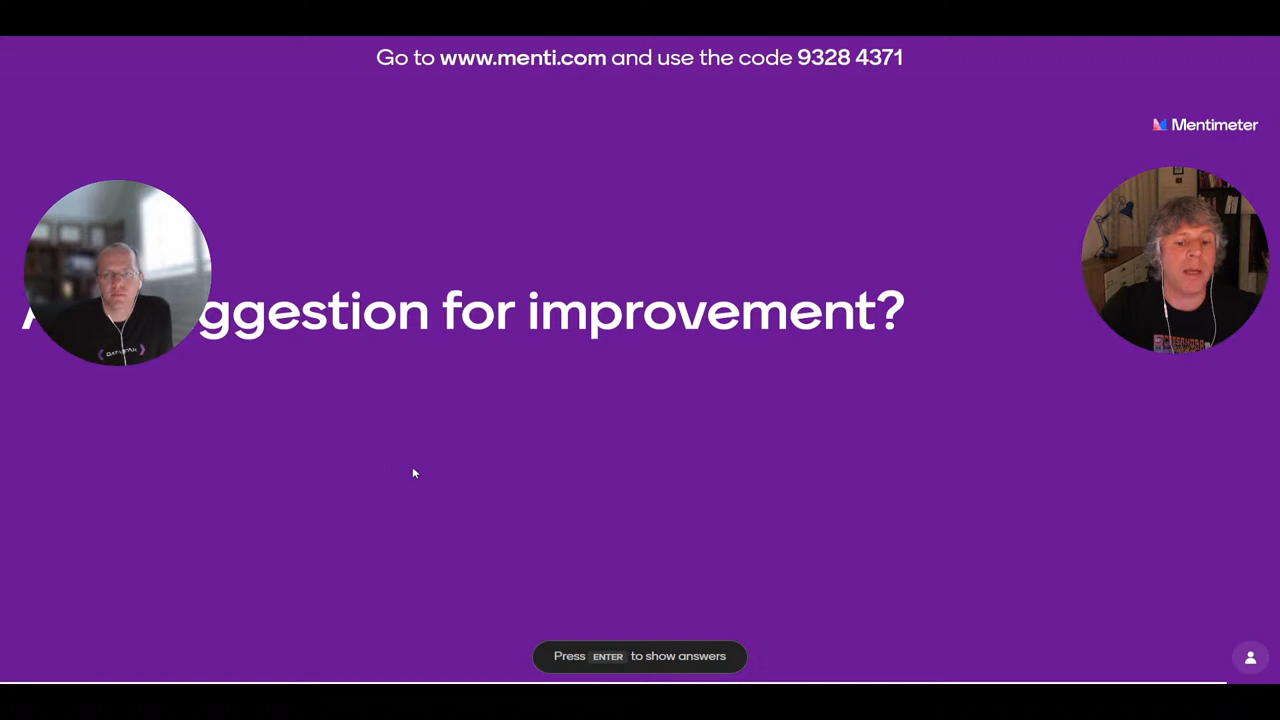 Go to www.menti.com and use the code 9328 4371
Mentimeter
ggestion for improvement?
CASSANDRA
Press ENTER to show answers